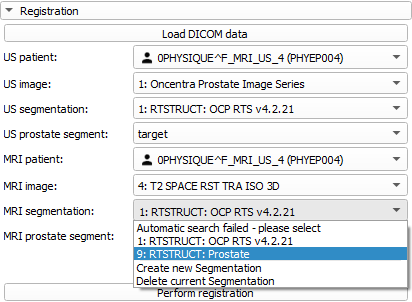 Registration
Load DICOM data
US patient: 0PHYSIQUE^F_MRI_US_4 (PHYEP004)
US image: 1: Oncentra Prostate Image Series
US segmentation: 1: RTSTRUCT: OCP RTS v4.2.21
US prostate segment: target
MRI patient: 0PHYSIQUE^F_MRI_US_4 (PHYEP004)
MRI image: 4: T2 SPACE RST TRA ISO 3D
MRI segmentation: 1: RTSTRUCT: OCP RTS v4.2.21
Automatic search failed - please select
MRI prostate segment: 1: RTSTRUCT: OCP RTS v4.2.21
9: RTSTRUCT: Prostate
Create new Segmentation
Delete current Segmentation
Perform registration